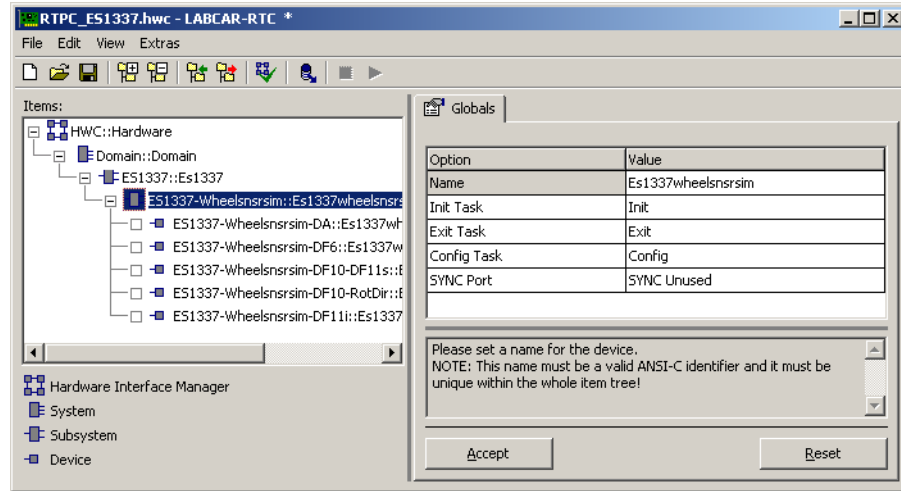 RTPC_ES1337.hwc - LABCAR-RTC *
File Edit View Extras
Items:
HWC::Hardware
Domain::Domain
ES1337::Es1337
ES1337-Wheelsnsrsim::Es1337wheelsnsrs
ES1337-Wheelsnsrsim-DA::Es1337wh
ES1337-Wheelsnsrsim-DF6::Es1337w
ES1337-Wheelsnsrsim-DF10-DF11s::E
ES1337-Wheelsnsrsim-DF10-RotDir::E
ES1337-Wheelsnsrsim-DF11i::Es1337
Hardware Interface Manager
System
Subsystem
Device
Globals
Option Value
Name Es1337wheelsnsrsim
Init Task Init
Exit Task Exit
Config Task Config
SYNC Port SYNC Unused
Please set a name for the device.
NOTE: This name must be a valid ANSI-C identifier and it must be
unique within the whole item tree!
Accept Reset